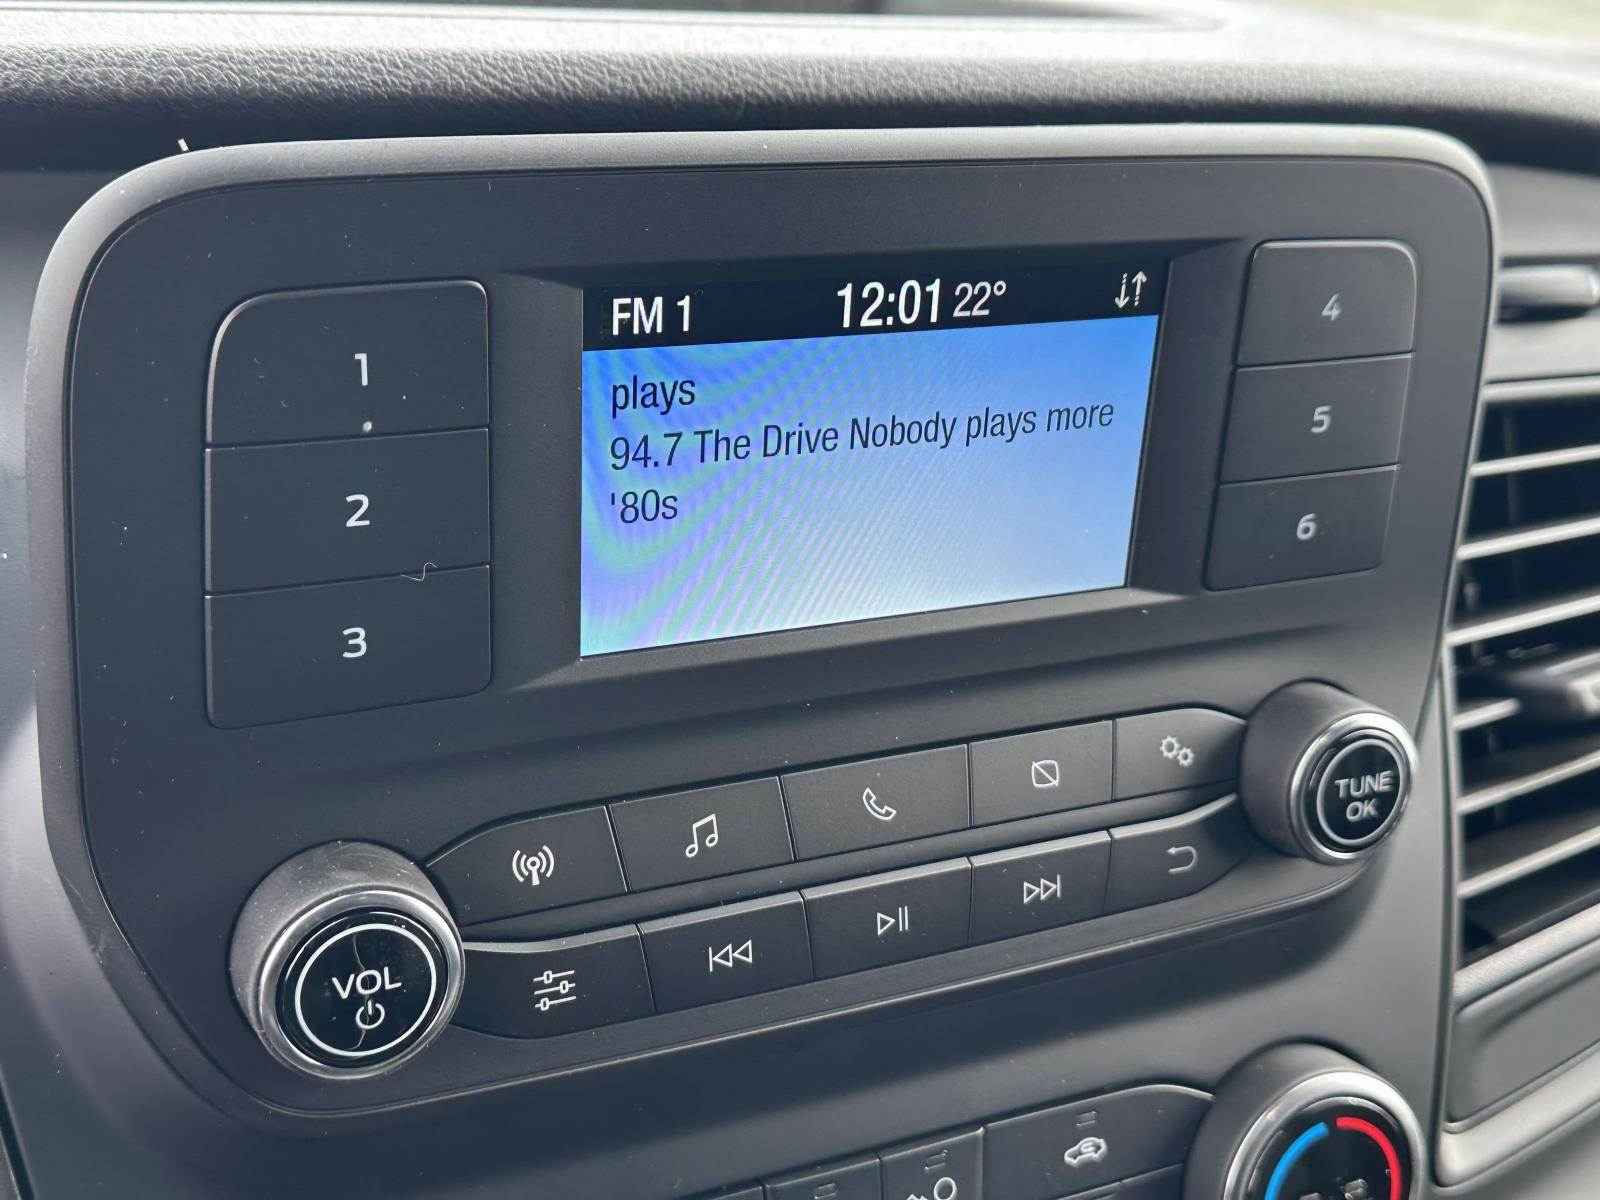 FM 1 12:01 22°
plays
94.7 The Drive Nobody plays more
'80s
1
2
3
4
5
6
TUNE
OK
VOL